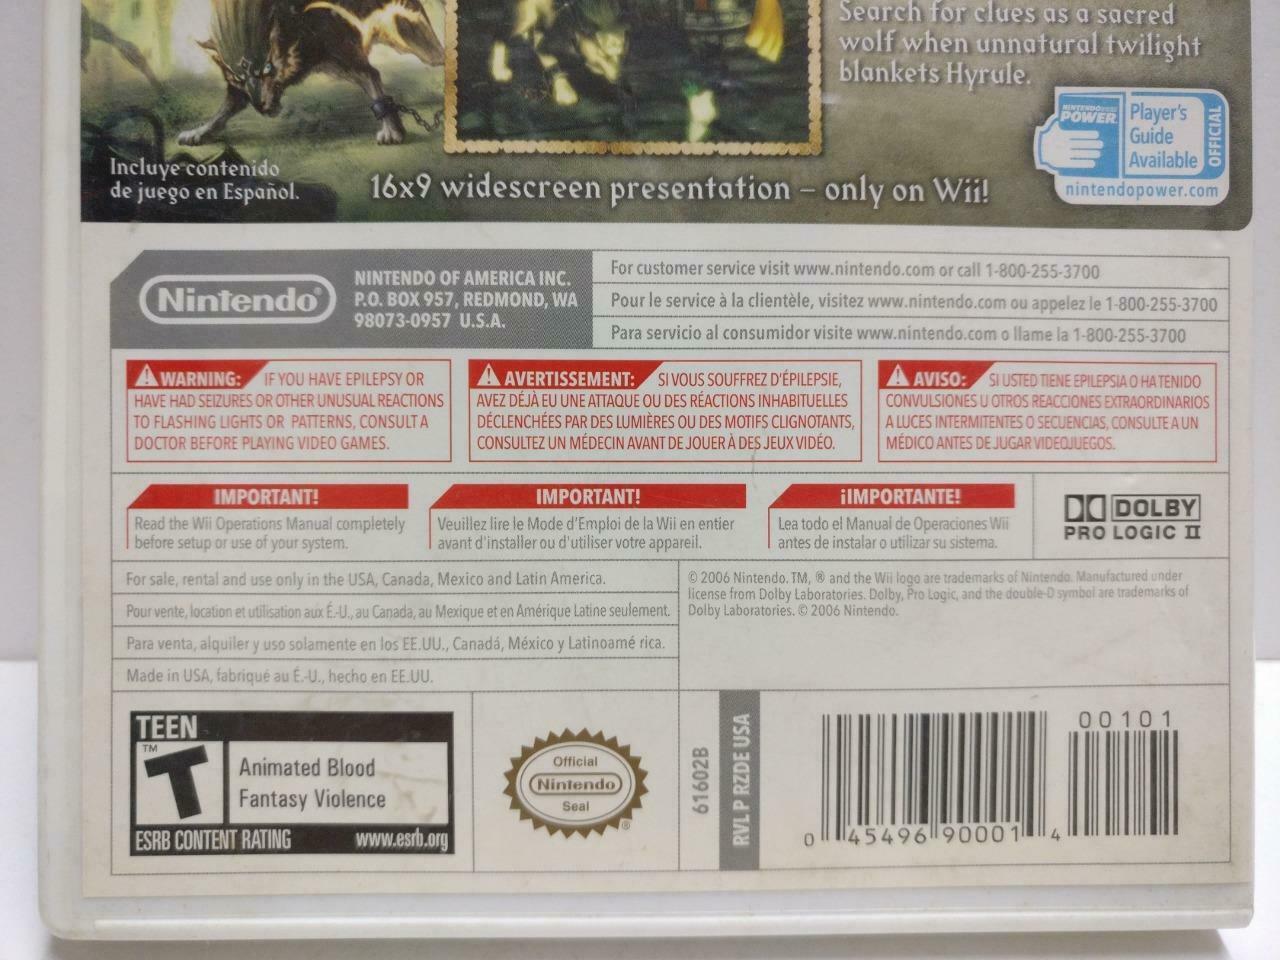 Search for clues as a sacred
wolf when unnatural twilight
blankets Hyrule.
NINTENDO
POWER
Player's
Guide
Available
OFFICIAL
nintendopower.com
Incluye contenido
de juego en Español.
16x9 widescreen presentation – only on Wii!
Nintendo®
NINTENDO OF AMERICA INC.
P.O. BOX 957, REDMOND, WA
98073-0957 U.S.A.
For customer service visit www.nintendo.com or call 1-800-255-3700
Pour le service à la clientèle, visitez www.nintendo.com ou appelez le 1-800-255-3700
Para servicio al consumidor visite www.nintendo.com o llame la 1-800-255-3700
WARNING: IF YOU HAVE EPILEPSY OR
HAVE HAD SEIZURES OR OTHER UNUSUAL REACTIONS
TO FLASHING LIGHTS OR PATTERNS, CONSULT A
DOCTOR BEFORE PLAYING VIDEO GAMES.
AVERTISSEMENT: SI VOUS SOUFFREZ D'ÉPILEPSIE,
AVEZ DÉJÀ EU UNE ATTAQUE OU DES RÉACTIONS INHABITUELLES
DÉCLENCHÉES PAR DES LUMIÈRES OU DES MOTIFS CLIGNOTANTS,
CONSULTEZ UN MÉDECIN AVANT DE JOUER À DES JEUX VIDÉO.
AVISO: SI USTED TIENE EPILEPSIA O HA TENIDO
CONVULSIONES U OTROS REACCIONES EXTRAORDINARIOS
A LUCES INTERMITENTES O SECUENCIAS, CONSULTE A UN
MÉDICO ANTES DE JUGAR VIDEOJUEGOS.
IMPORTANT!
Read the Wii Operations Manual completely
before setup or use of your system.
IMPORTANT!
Veuillez lire le Mode d'Emploi de la Wii en entier
avant d'installer ou d'utiliser votre appareil.
¡IMPORTANTE!
Lea todo el Manual de Operaciones Wii
antes de instalar o utilizar su sistema.
DOLBY
PRO LOGIC II
For sale, rental and use only in the USA, Canada, Mexico and Latin America.
Pour vente, location et utilisation aux É.-U., au Canada, au Mexique et en Amérique Latine seulement.
Para venta, alquiler y uso solamente en los EE.UU., Canadá, México y Latinoamé rica.
Made in USA, fabriqué au É.-U., hecho en EE.UU.
© 2006 Nintendo. TM, ® and the Wii logo are trademarks of Nintendo. Manufactured under
license from Dolby Laboratories. Dolby, Pro Logic, and the double-D symbol are trademarks of
Dolby Laboratories. © 2006 Nintendo.
TEEN
T™
Animated Blood
Fantasy Violence
ESRB CONTENT RATING www.esrb.org
Official
Nintendo
Seal
®
61602B
RVL P RZDE USA
00101
0 45496 90001 4